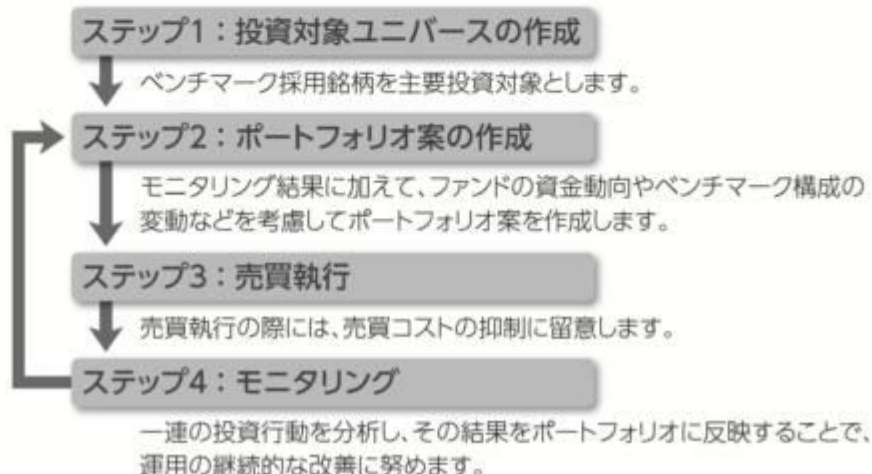 ステップ1：投資対象ユニバースの作成
ベンチマーク採用銘柄を主要投資対象とします。
ステップ2：ポートフォリオ案の作成
モニタリング結果に加えて、ファンドの資金動向やベンチマーク構成の
変動などを考慮してポートフォリオ案を作成します。
ステップ3：売買執行
売買執行の際には、売買コストの抑制に留意します。
ステップ4：モニタリング
一連の投資行動を分析し、その結果をポートフォリオに反映することで、
運用の継続的な改善に努めます。